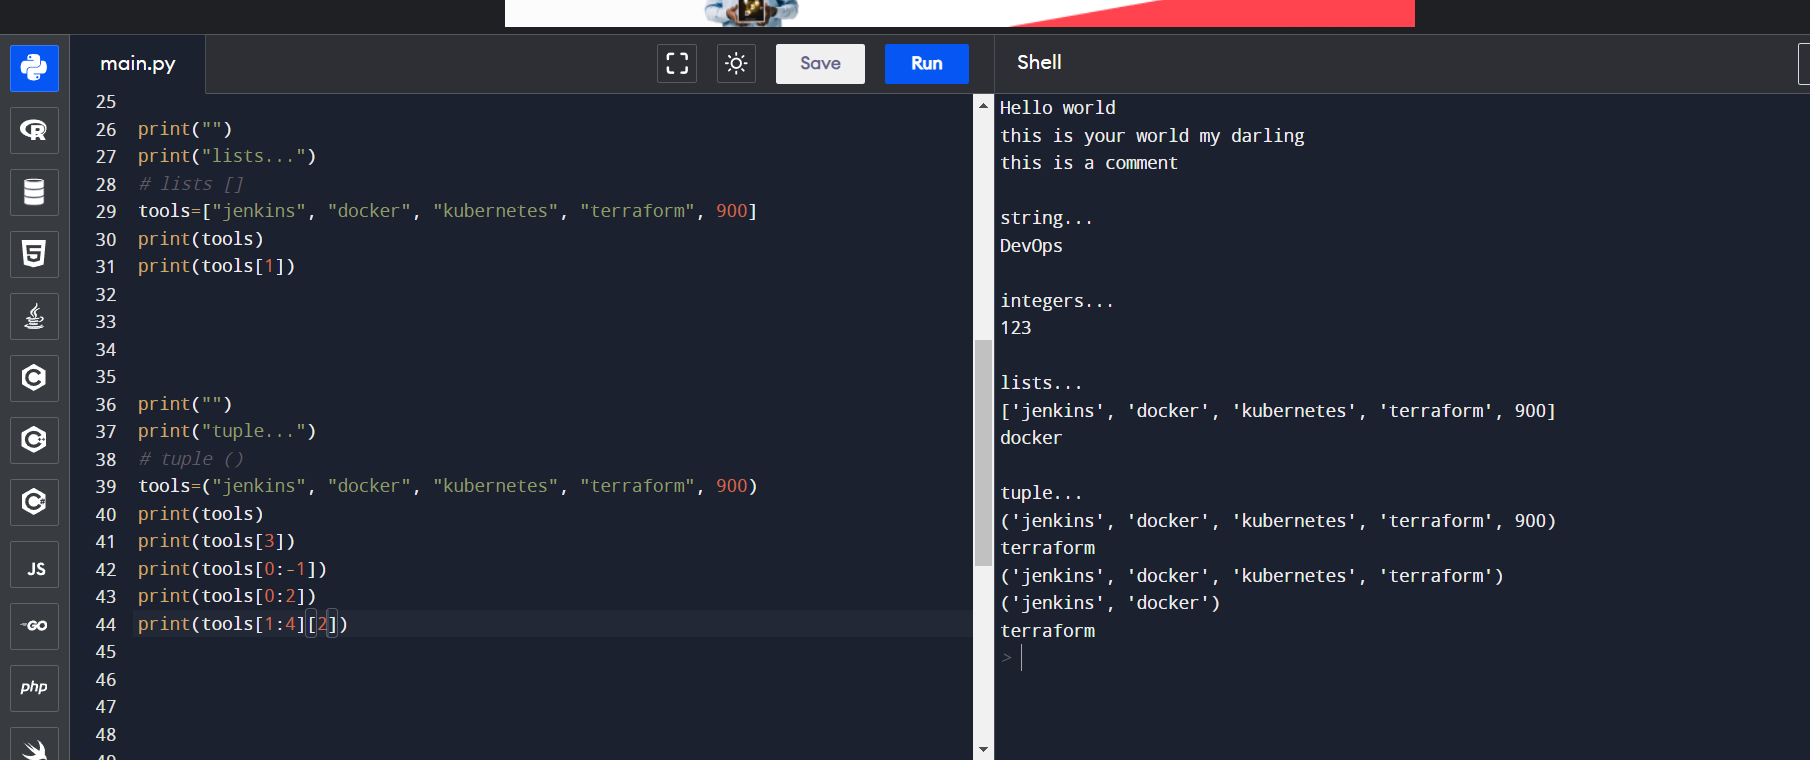 main.py
Save
Run
Shell
R
5
C
C
C
JS
GO
php
25
26 print("")
27 print("lists...")
28 # lists []
29 tools=["jenkins", "docker", "kubernetes", "terraform", 900]
30 print(tools)
31 print(tools[1])
32
33
34
35
36 print("")
37 print("tuple...")
38 # tuple ()
39 tools=("jenkins", "docker", "kubernetes", "terraform", 900)
40 print(tools)
41 print(tools[3])
42 print(tools[0:-1])
43 print(tools[0:2])
44 print(tools[1:4][2])
45
46
47
48
Hello world
this is your world my darling
this is a comment
string...
DevOps
integers...
123
lists...
['jenkins', 'docker', 'kubernetes', 'terraform', 900]
docker
tuple...
('jenkins', 'docker', 'kubernetes', 'terraform', 900)
terraform
('jenkins', 'docker', 'kubernetes', 'terraform')
('jenkins', 'docker')
terraform
>